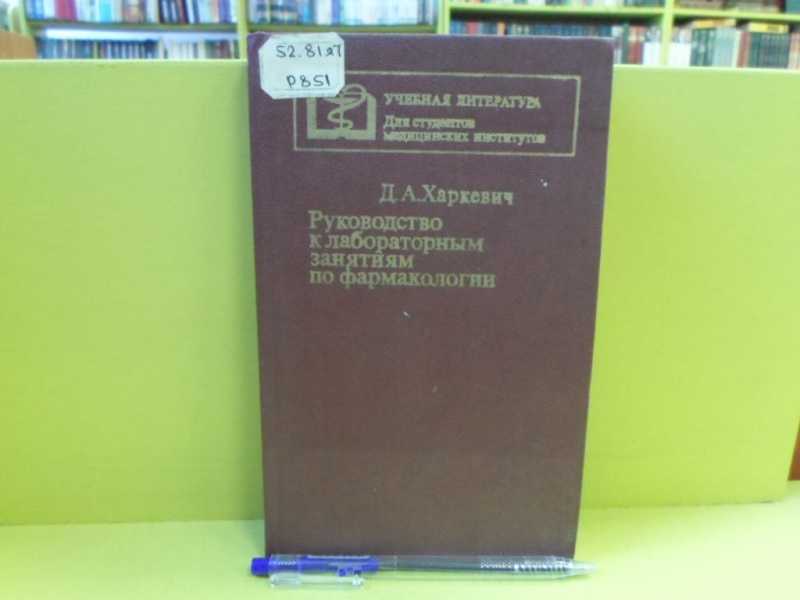 52.81я7
Р851
УЧЕБНАЯ ЛИТЕРАТУРА
Для студентов
медицинских институтов
Д.А.Харкевич
Руководство
к лабораторным
занятиям
по фармакологии